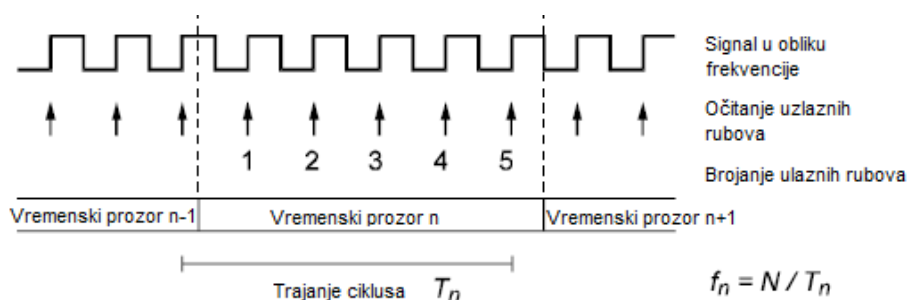 Signal u obliku
frekvencije
Očitanje uzlaznih
rubova
1 2 3 4 5
Brojanje ulaznih rubova
Vremenski prozor n-1 Vremenski prozor n Vremenski prozor n+1
Trajanje ciklusa Tn
fn = N / Tn